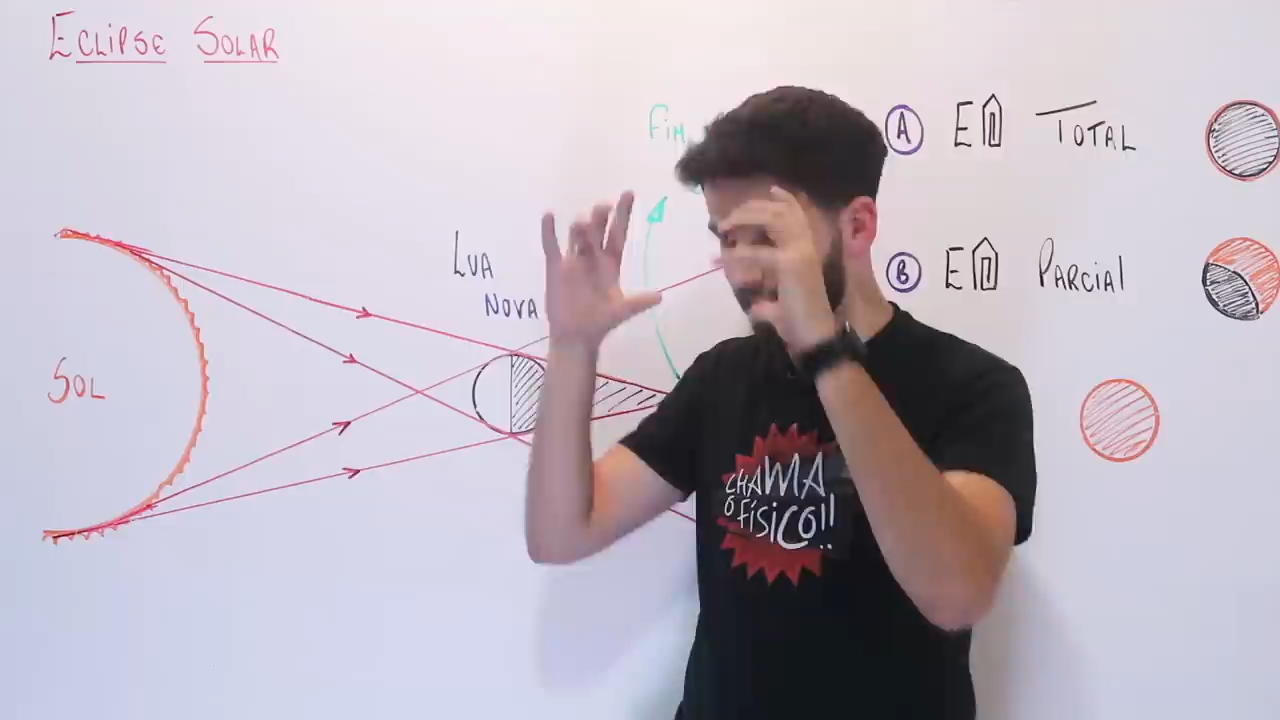 ECLIPSE SOLAR
Fim
A E TOTAL
LUA
NOVA
B E PARCIAL
SOL
CHAMA
O FÍSICO!!